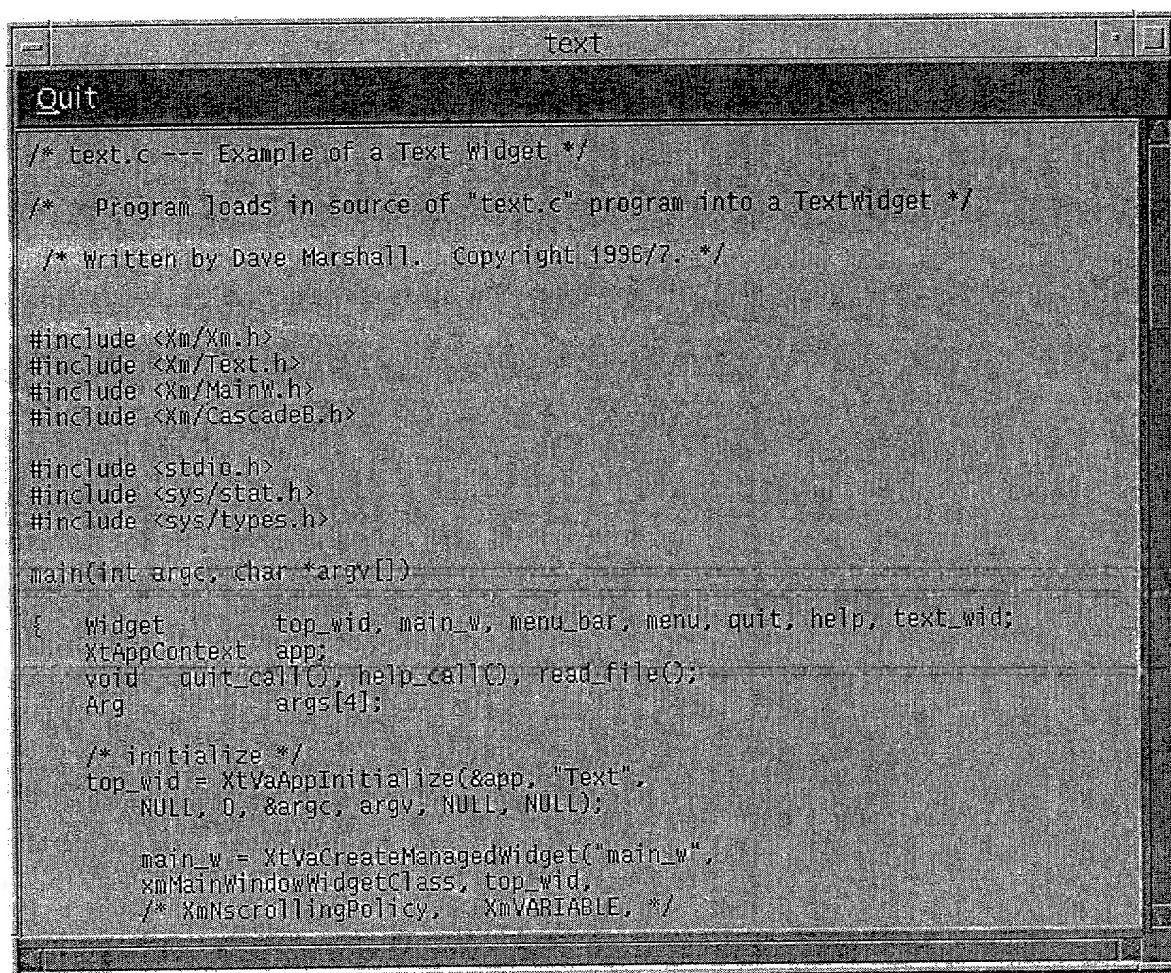 text
Quit
/* text.c --- Example of a Text Widget */
/*   Program loads in source of "text.c" program into a TextWidget */
/* Written by Dave Marshall.  Copyright 1996/7. */
#include <Xm/Xm.h>
#include <Xm/Text.h>
#include <Xm/MainW.h>
#include <Xm/CascadeB.h>
#include <stdio.h>
#include <sys/stat.h>
#include <sys/types.h>
main(int argc, char *argv[])
{   Widget          top_wid, main_w, menu_bar, menu, quit, help, text_wid;
    XtAppContext  app;
    void   quit_call(), help_call(), read_file();
    Arg             args[4];
    /* initialize */
    top_wid = XtVaAppInitialize(&app, "Text",
        NULL, 0, &argc, argv, NULL, NULL);
        main_w = XtVaCreateManagedWidget("main_w",
        xmMainWindowWidgetClass, top_wid,
        /* XmNscrollingPolicy,   XmVARIABLE, */